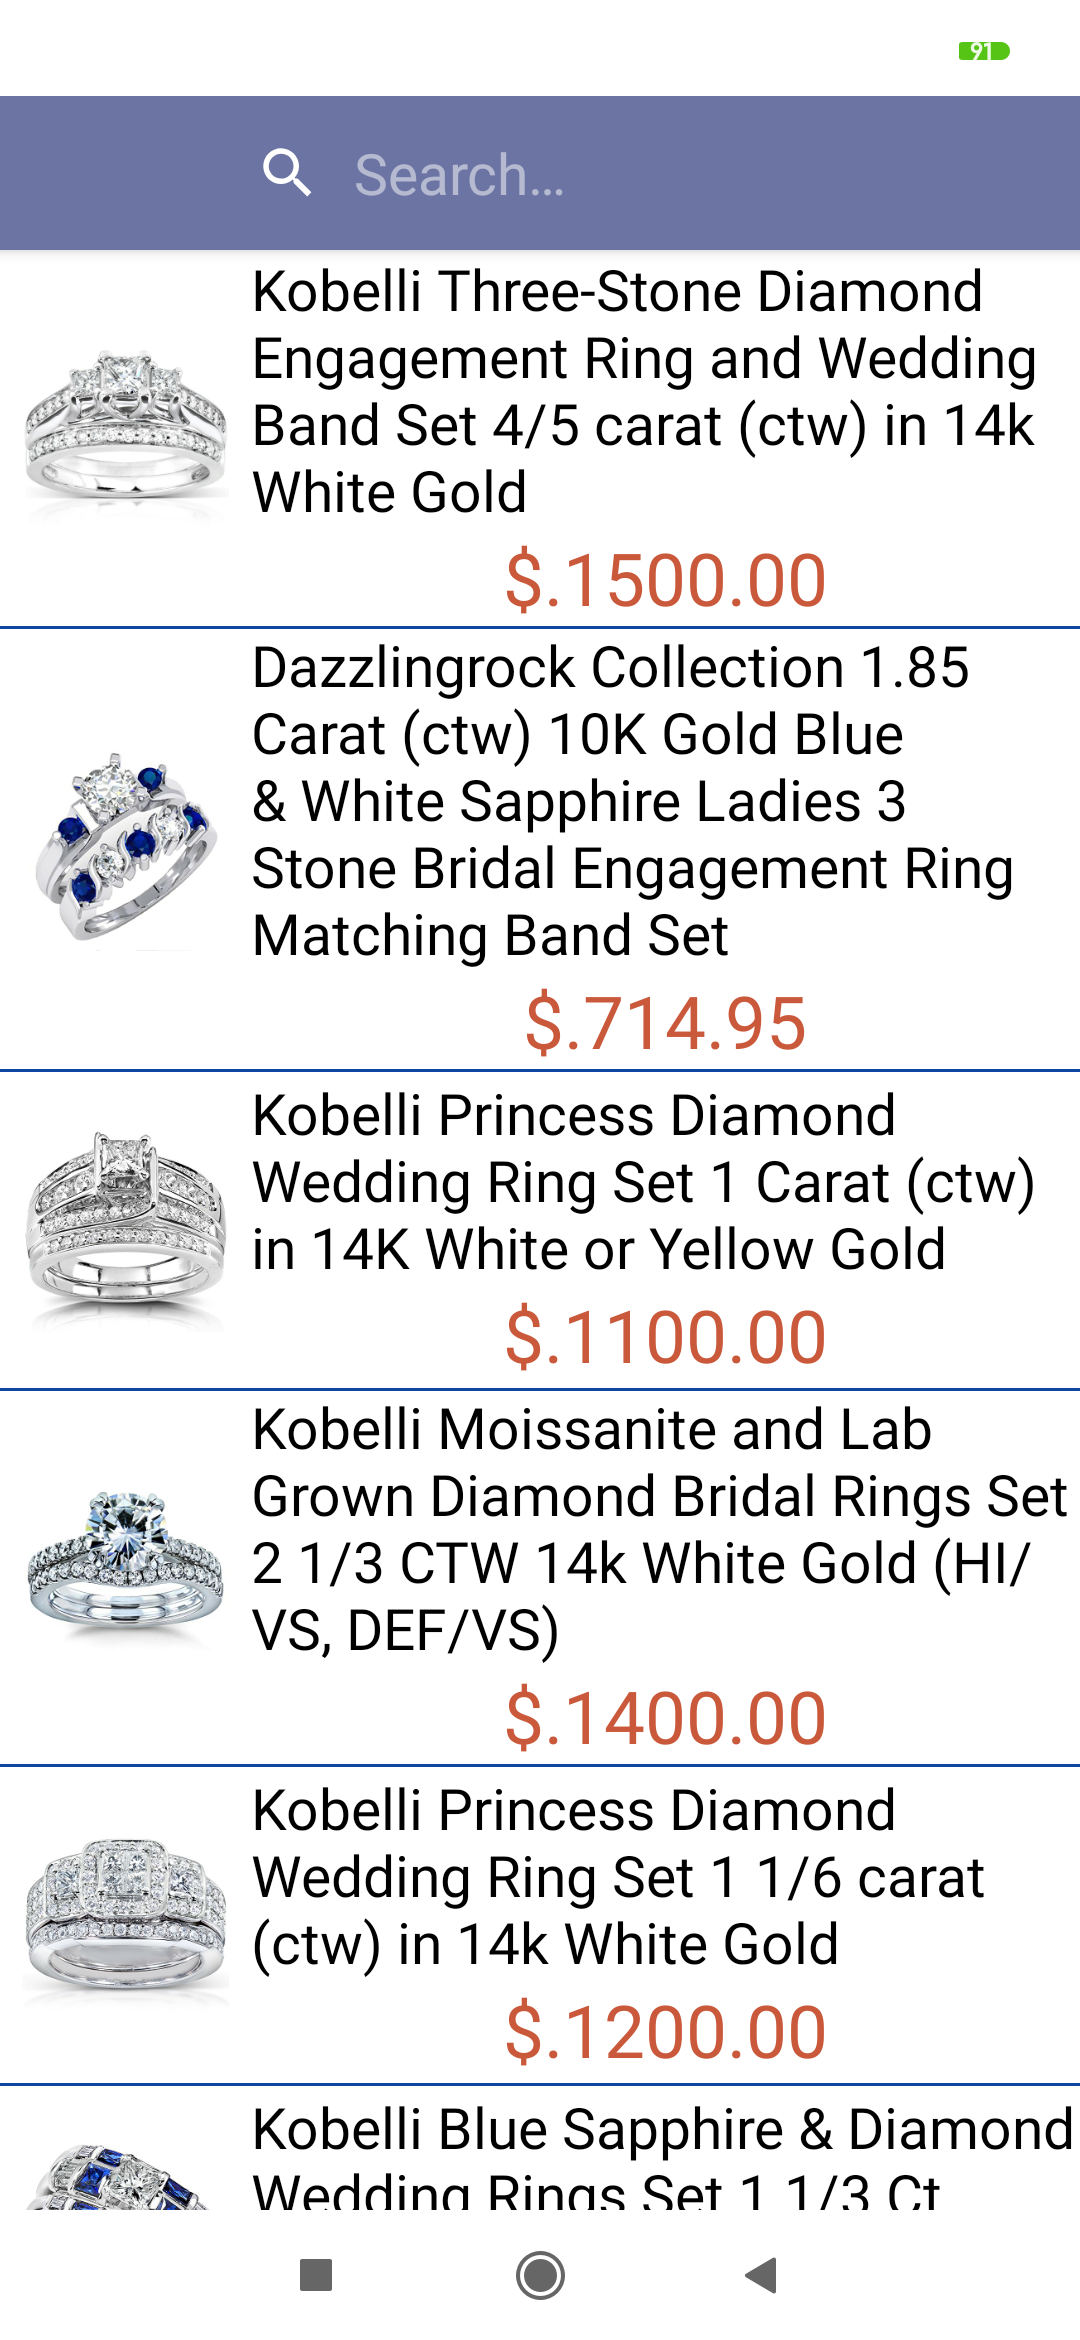 91
Search...
Kobelli Three-Stone Diamond
Engagement Ring and Wedding
Band Set 4/5 carat (ctw) in 14k
White Gold
$.1500.00
Dazzlingrock Collection 1.85
Carat (ctw) 10K Gold Blue
& White Sapphire Ladies 3
Stone Bridal Engagement Ring
Matching Band Set
$.714.95
Kobelli Princess Diamond
Wedding Ring Set 1 Carat (ctw)
in 14K White or Yellow Gold
$.1100.00
Kobelli Moissanite and Lab
Grown Diamond Bridal Rings Set
2 1/3 CTW 14k White Gold (HI/
VS, DEF/VS)
$.1400.00
Kobelli Princess Diamond
Wedding Ring Set 1 1/6 carat
(ctw) in 14k White Gold
$.1200.00
Kobelli Blue Sapphire & Diamond
Wedding Rings Set 1 1/3 Ct